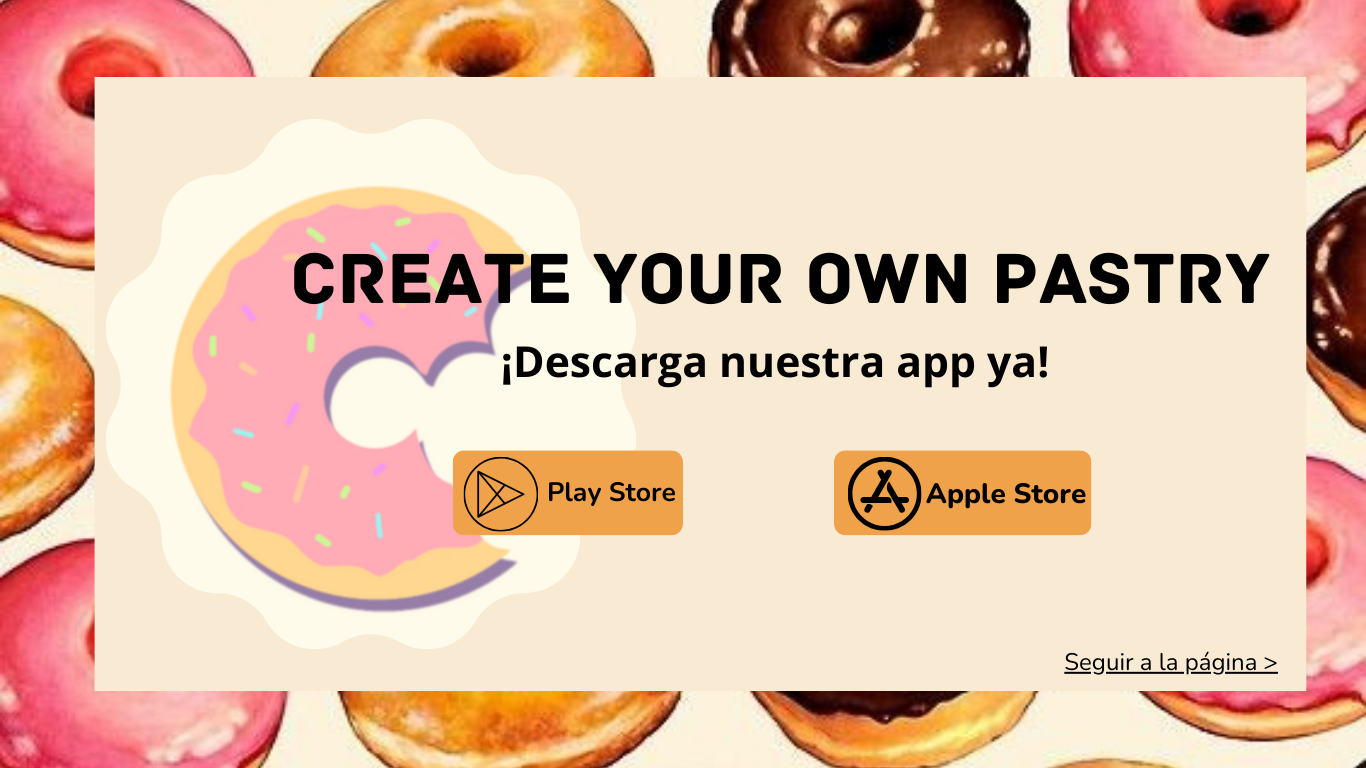 CREATE YOUR OWN PASTRY
¡Descarga nuestra app ya!
Play Store
Apple Store
Seguir a la página >